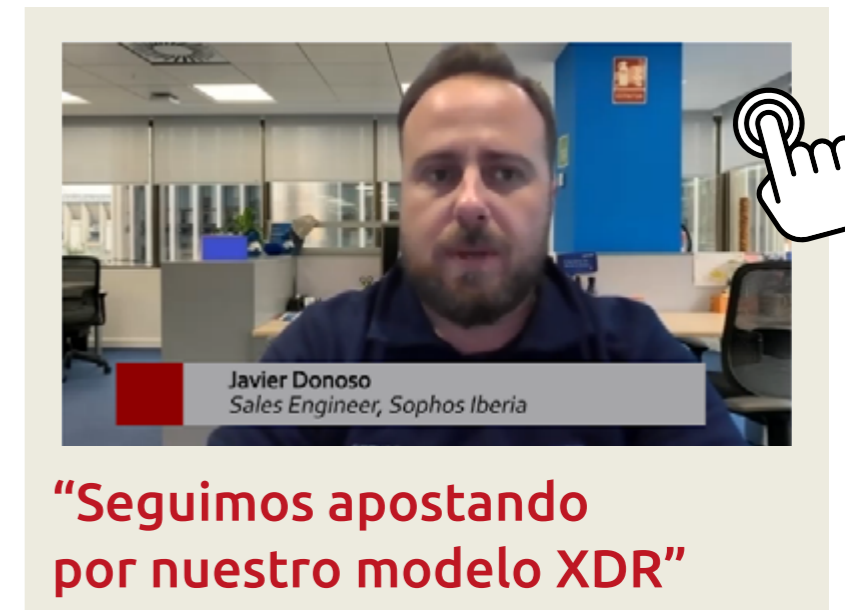 Javier Donoso
Sales Engineer, Sophos Iberia
“Seguimos apostando
por nuestro modelo XDR”